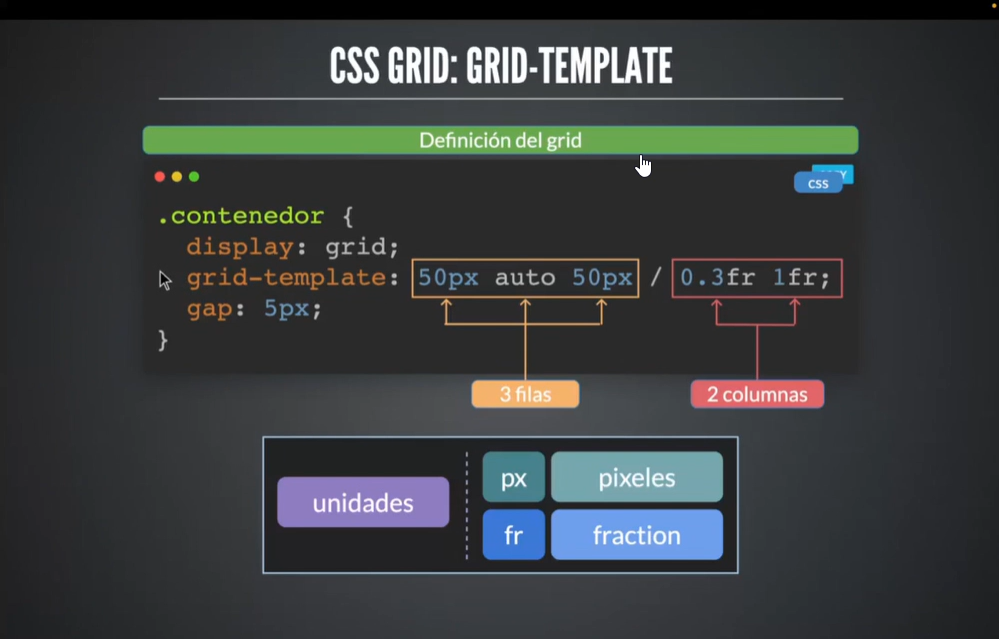 CSS GRID: GRID-TEMPLATE
Definición del grid
css
.contenedor {
display: grid;
grid-template: 50px auto 50px / 0.3fr 1fr;
gap: 5px;
}
3 filas
2 columnas
unidades
px
pixeles
fr
fraction